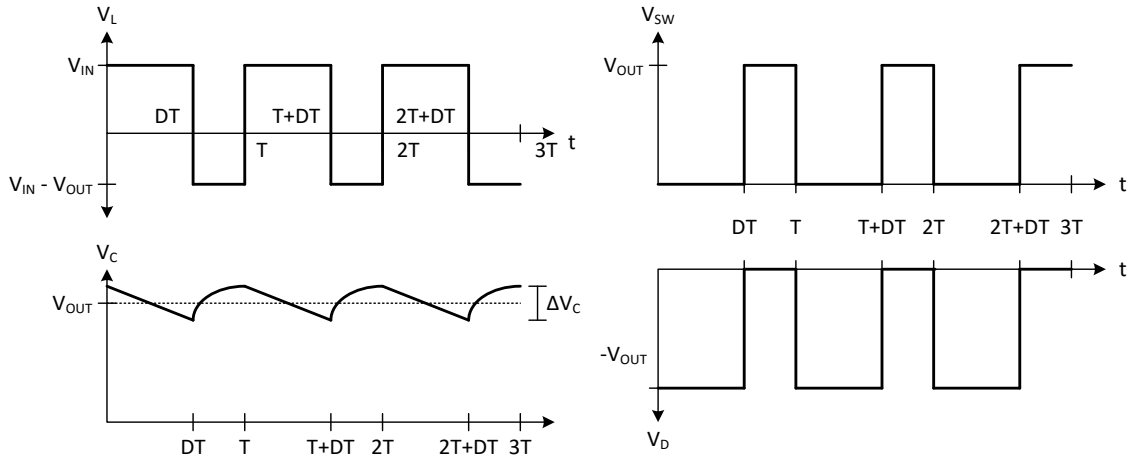 V_L
V_IN
DT
T+DT
2T+DT
t
T
2T
3T
V_IN - V_OUT
V_SW
V_OUT
t
DT
T
T+DT
2T
2T+DT
3T
V_C
V_OUT
ΔV_C
DT
T
T+DT
2T
2T+DT
3T
t
-V_OUT
V_D